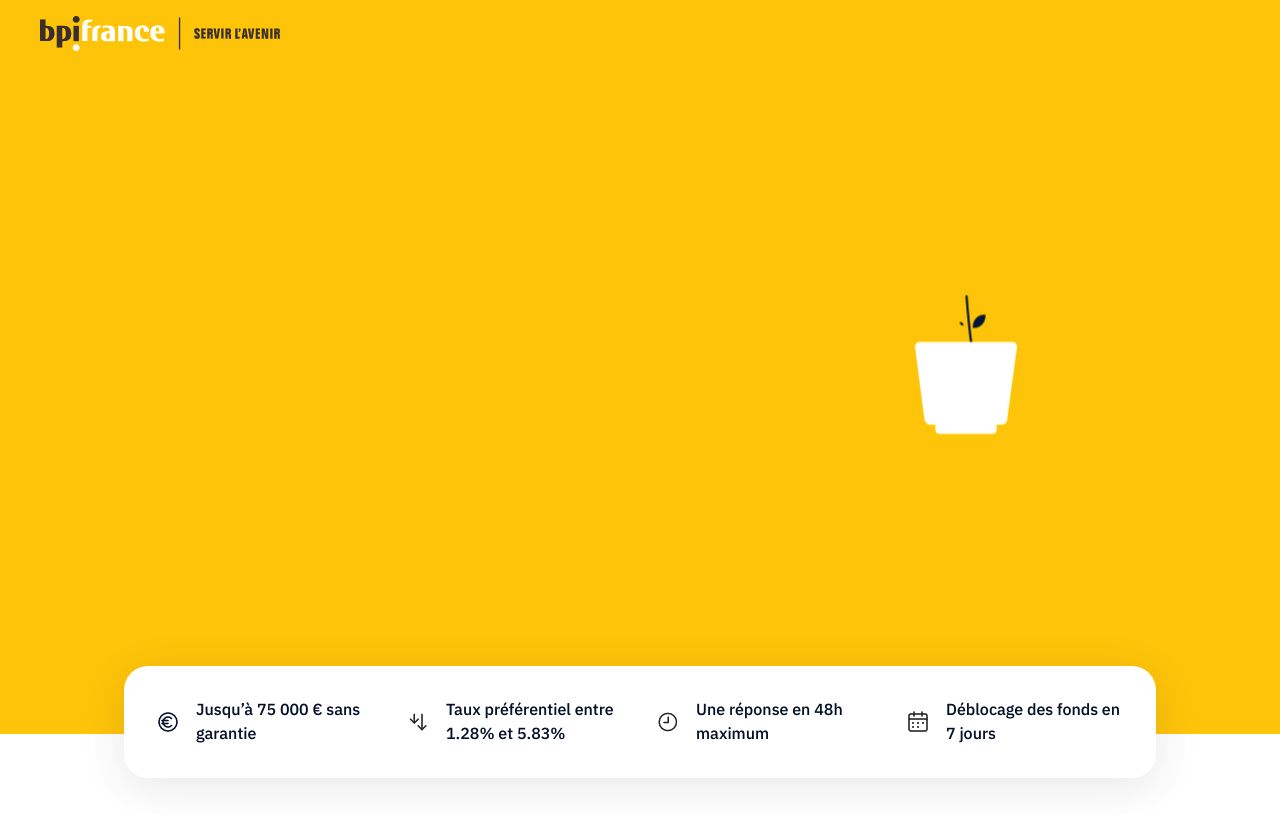 bpifrance | SERVIR L'AVENIR
Jusqu’à 75 000 € sans
garantie
Taux préférentiel entre
1.28% et 5.83%
Une réponse en 48h
maximum
Déblocage des fonds en
7 jours